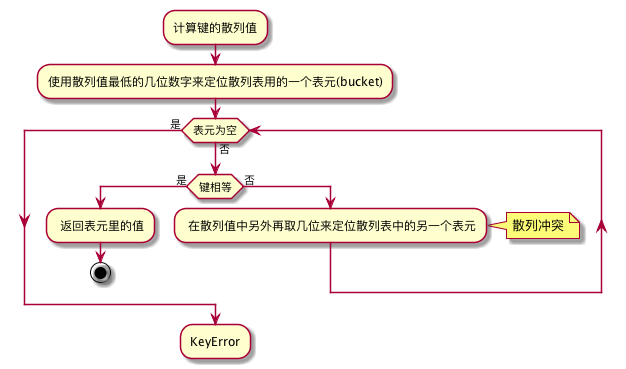 计算键的散列值
使用散列值最低的几位数字来定位散列表用的一个表元(bucket)
是
表元为空
否
是
键相等
否
返回表元里的值
在散列值中另外再取几位来定位散列表中的另一个表元
散列冲突
KeyError